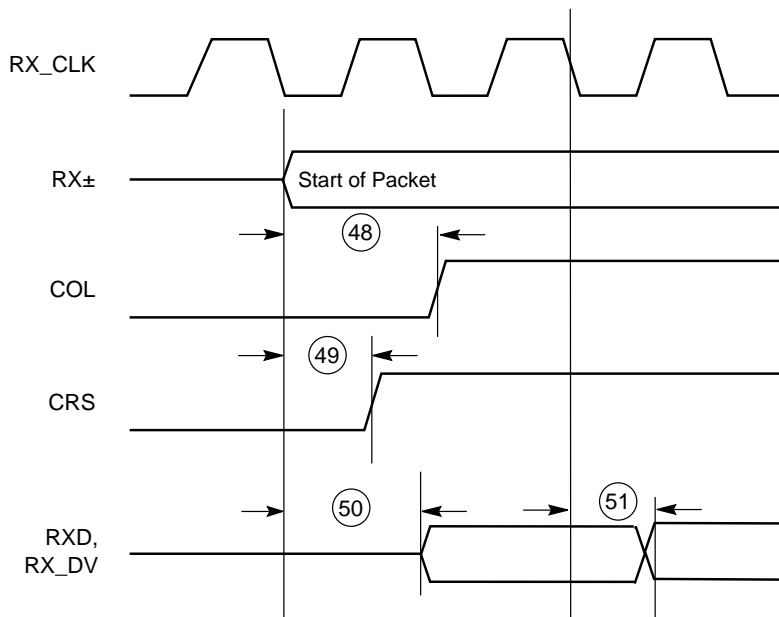 RX_CLK
RX±
Start of Packet
48
COL
49
CRS
50
51
RXD,
RX_DV